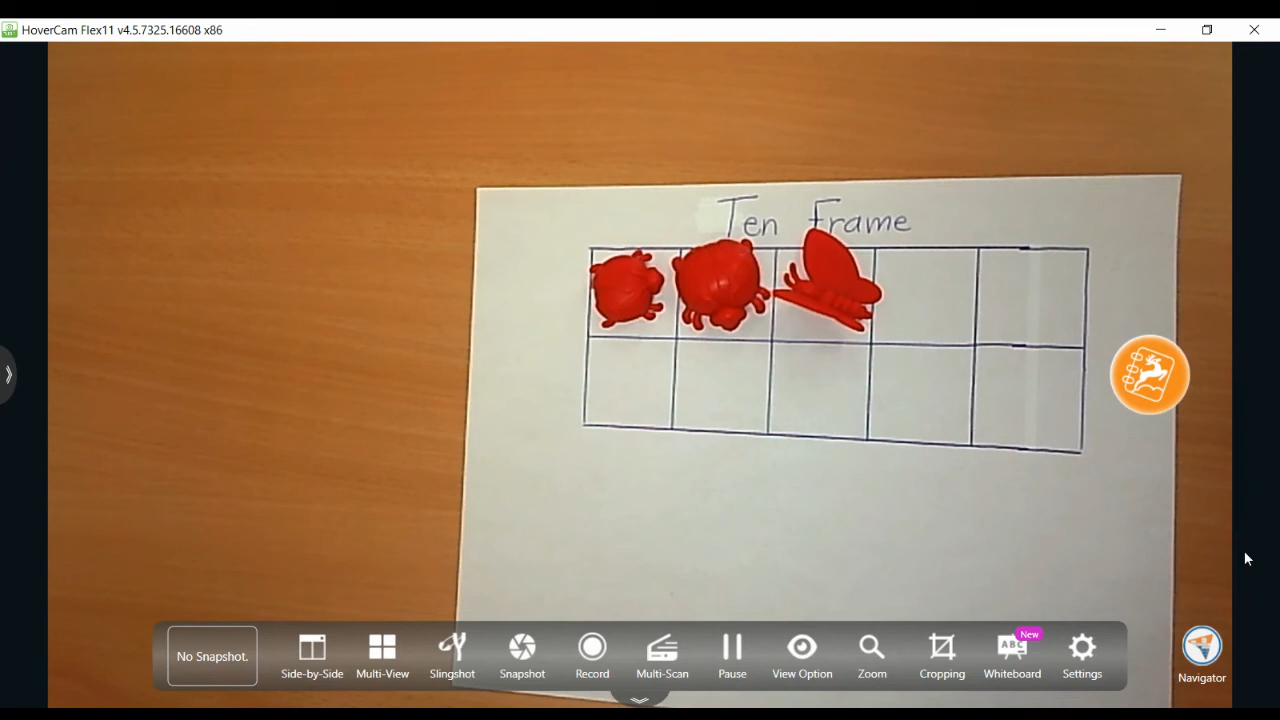 HoverCam Flex11 v4.5.7325.16608 x86
Ten Frame
No Snapshot.
Side-by-Side
Multi-View
Slingshot
Snapshot
Record
Multi-Scan
Pause
View Option
Zoom
Cropping
New
ABC
Whiteboard
Settings
Navigator